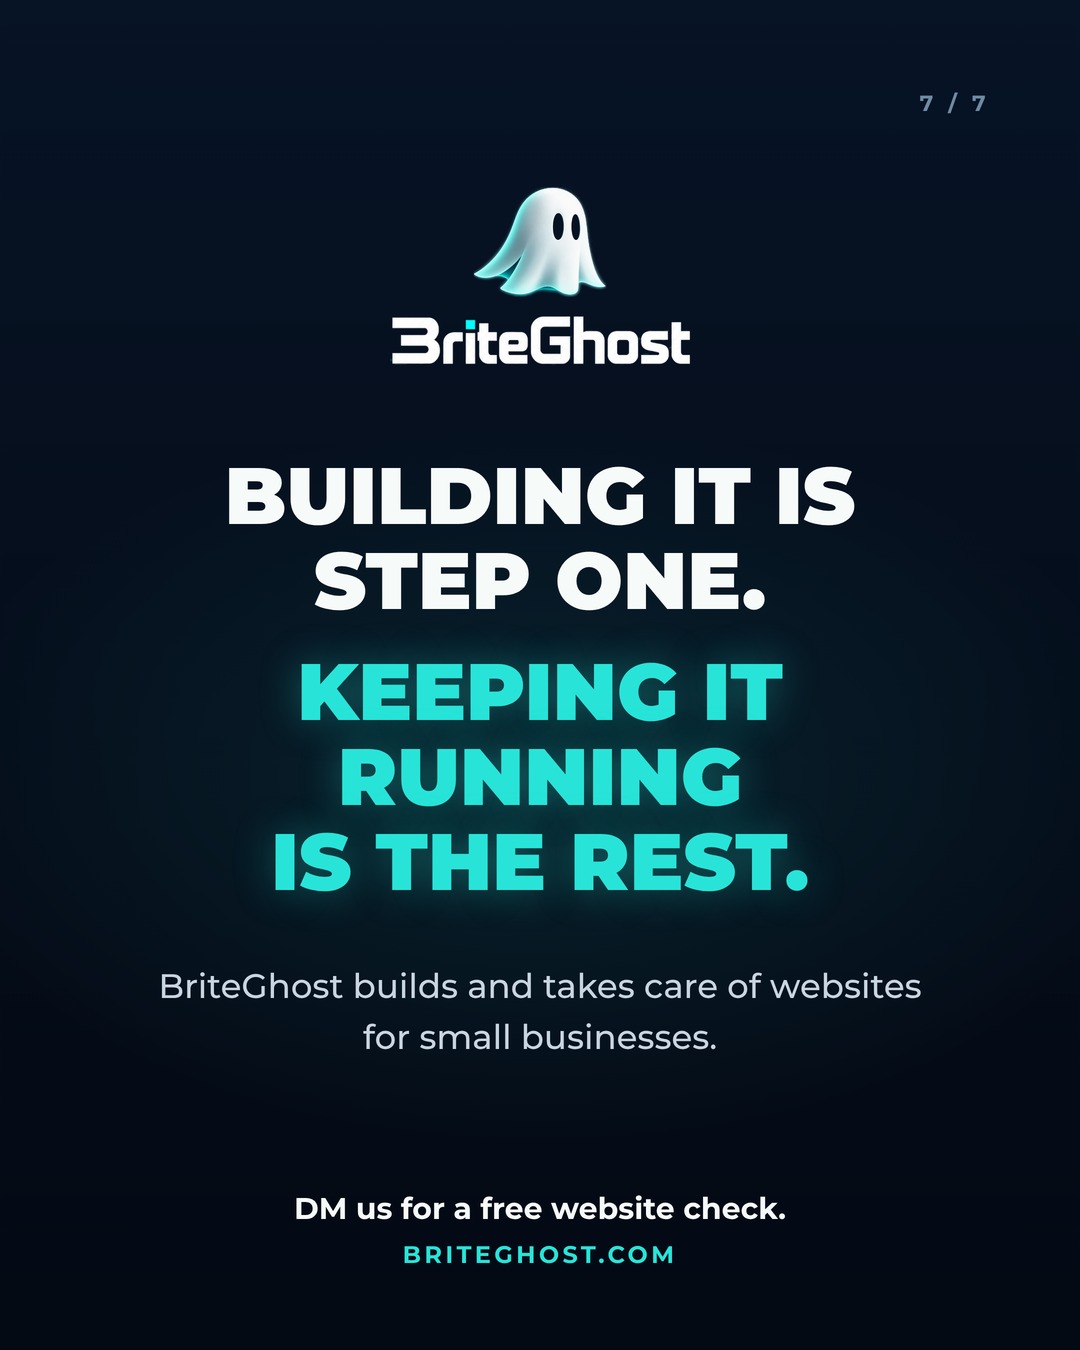 7 / 7
BriteGhost
BUILDING IT IS
STEP ONE.
KEEPING IT
RUNNING
IS THE REST.
BriteGhost builds and takes care of websites
for small businesses.
DM us for a free website check.
BRITEGHOST.COM